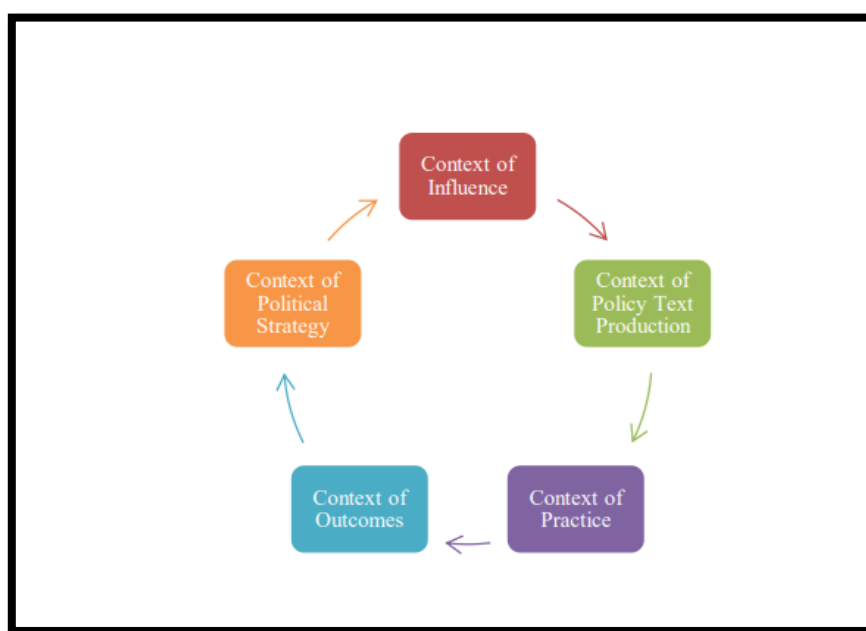 Context of
Influence
Context of
Policy Text
Production
Context of
Practice
Context of
Outcomes
Context of
Political
Strategy